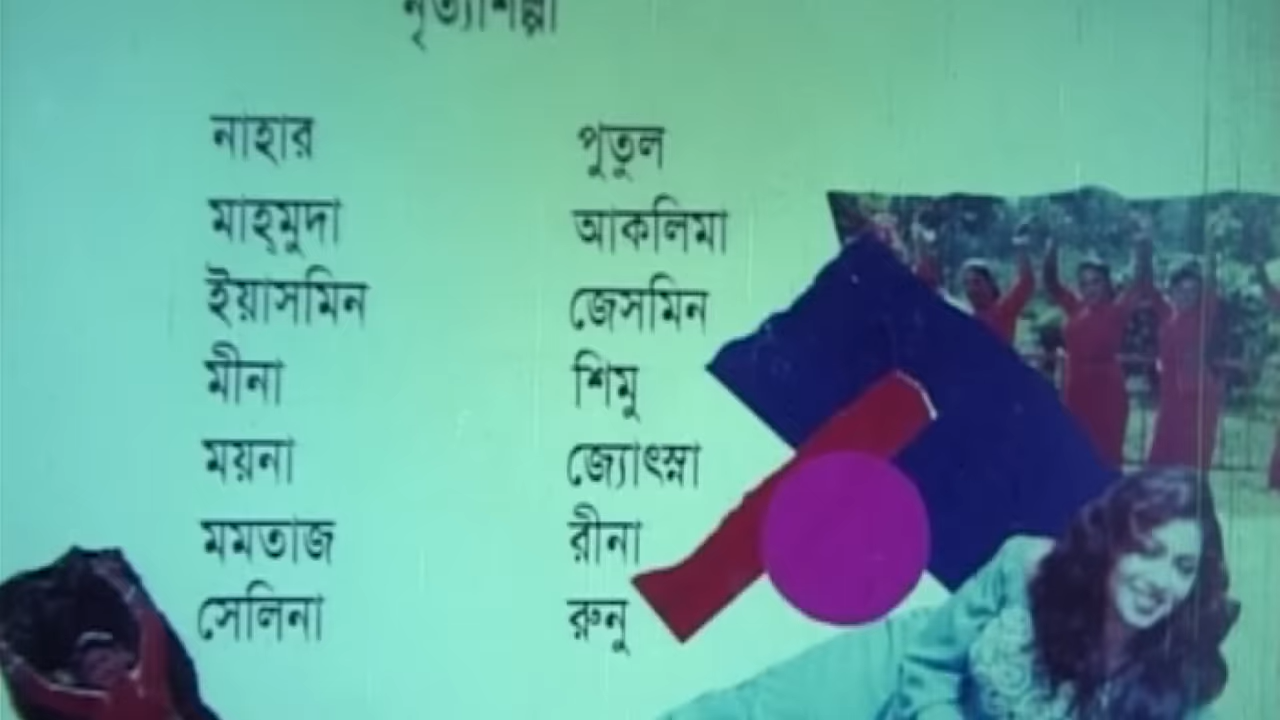 নৃত্যশিল্পী
নাহার
মাহ্‌মুদা
ইয়াসমিন
মীনা
ময়না
মমতাজ
সেলিনা
পুতুল
আকলিমা
জেসমিন
শিমু
জ্যোৎস্না
রীনা
রুনু